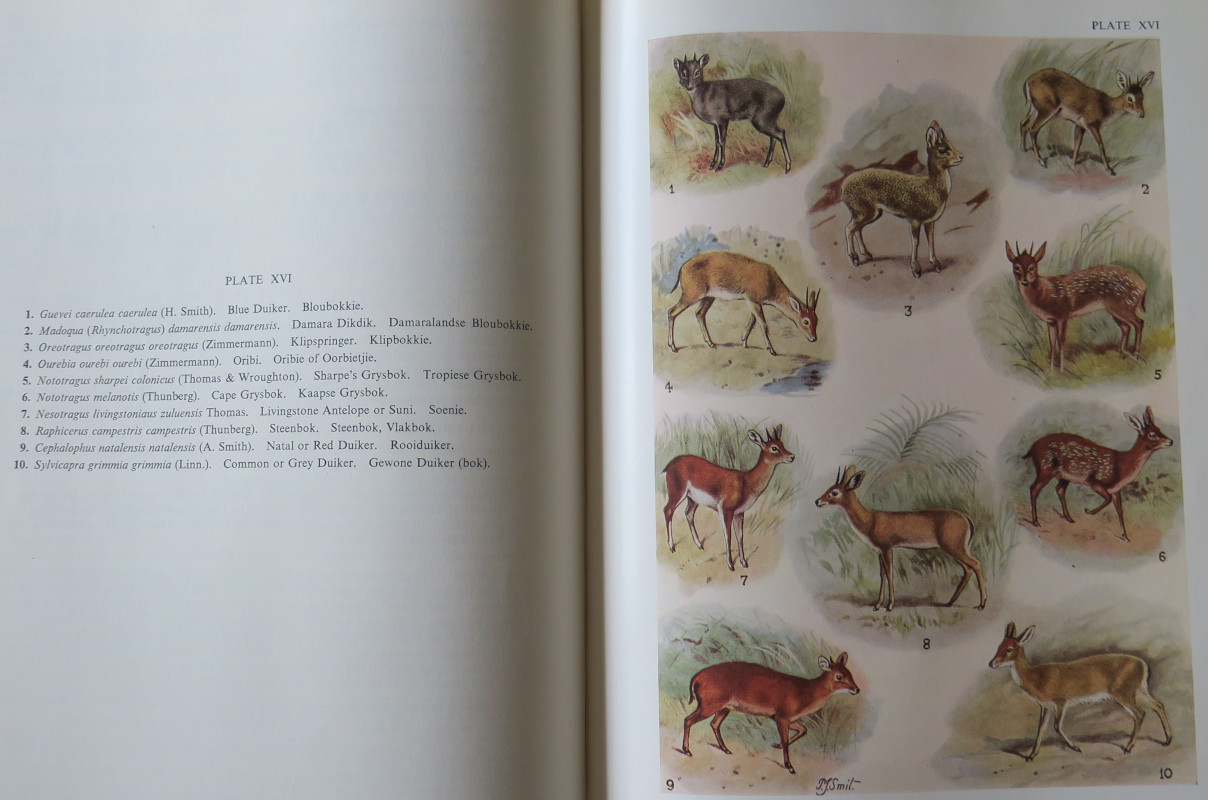 PLATE XVI
1. Guevei caerulea caerulea (H. Smith). Blue Duiker. Bloubokkie.
2. Madoqua (Rhynchotragus) damarensis damarensis. Damara Dikdik. Damaralandse Bloubokkie.
3. Oreotragus oreotragus oreotragus (Zimmermann). Klipspringer. Klipbokkie.
4. Ourebia ourebi ourebi (Zimmermann). Oribi. Oribie of Oorbietjie.
5. Nototragus sharpei colonicus (Thomas & Wroughton). Sharpe's Grysbok. Tropiese Grysbok.
6. Nototragus melanotis (Thunberg). Cape Grysbok. Kaapse Grysbok.
7. Nesotragus livingstoniaus zuluensis Thomas. Livingstone Antelope or Suni. Soenie.
8. Raphicerus campestris campestris (Thunberg). Steenbok. Steenbok, Vlakbok.
9. Cephalophus natalensis natalensis (A. Smith). Natal or Red Duiker. Rooiduiker.
10. Sylvicapra grimmia grimmia (Linn.). Common or Grey Duiker. Gewone Duiker (bok).
PLATE XVI
1
2
3
4
5
6
7
8
9
P.J. Smit.
10